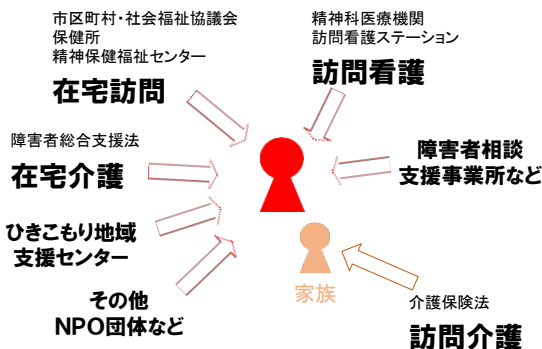 市区町村・社会福祉協議会
保健所
精神保健福祉センター
在宅訪問
精神科医療機関
訪問看護ステーション
訪問看護
障害者総合支援法
在宅介護
障害者相談
支援事業所など
ひきこもり地域
支援センター
その他
NPO団体など
家族
介護保険法
訪問介護